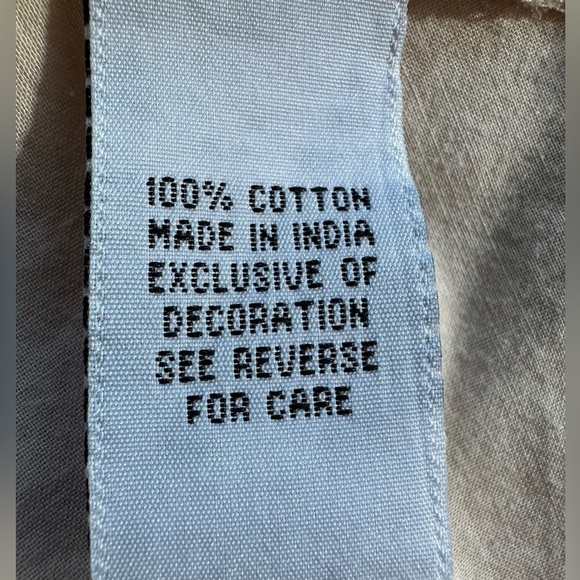 100% COTTON
MADE IN INDIA
EXCLUSIVE OF
DECORATION
SEE REVERSE
FOR CARE